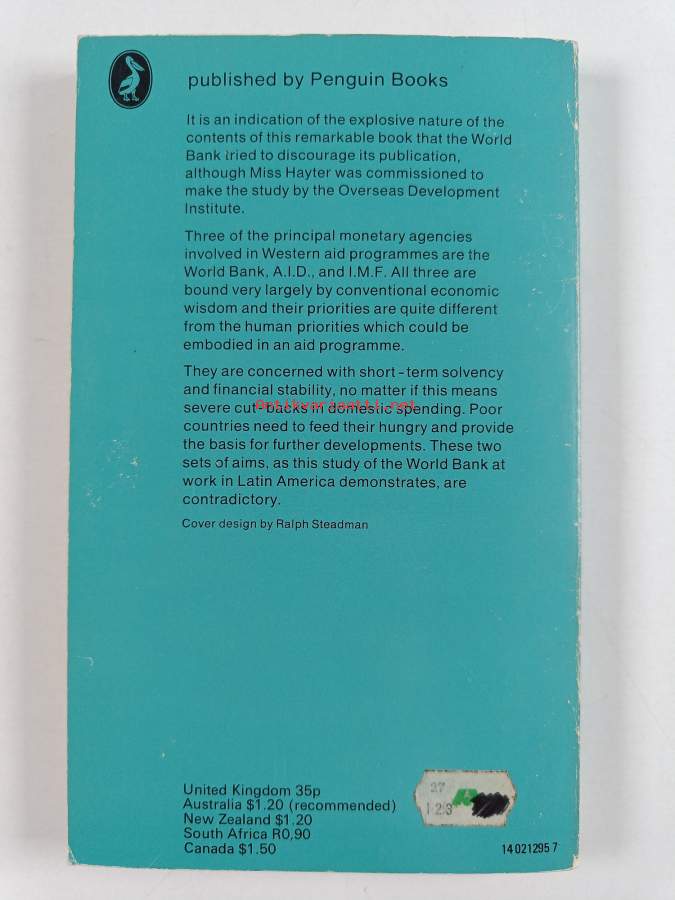 published by Penguin Books
It is an indication of the explosive nature of the
contents of this remarkable book that the World
Bank tried to discourage its publication,
although Miss Hayter was commissioned to
make the study by the Overseas Development
Institute.
Three of the principal monetary agencies
involved in Western aid programmes are the
World Bank, A.I.D., and I.M.F. All three are
bound very largely by conventional economic
wisdom and their priorities are quite different
from the human priorities which could be
embodied in an aid programme.
They are concerned with short-term solvency
and financial stability, no matter if this means
antikvariaatti.net
severe cut-backs in domestic spending. Poor
countries need to feed their hungry and provide
the basis for further developments. These two
sets of aims, as this study of the World Bank at
work in Latin America demonstrates, are
contradictory.
Cover design by Ralph Steadman
United Kingdom 35p
Australia $1.20 (recommended)
New Zealand $1.20
South Africa R0,90
Canada $1.50
27
123
14 021295 7